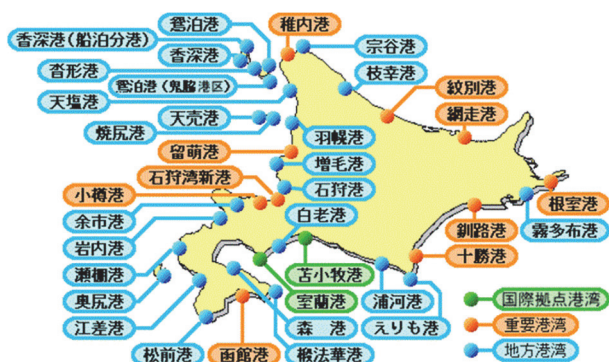 鴛泊港
稚内港
宗谷港
香深港(船泊分港)
香深港
枝幸港
沓形港
鴛泊港(鬼脇港区)
紋別港
天塩港
網走港
天売港
焼尻港
羽幌港
留萌港
増毛港
石狩湾新港
石狩港
小樽港
根室港
余市港
白老港
釧路港
霧多布港
岩内港
十勝港
瀬棚港
苫小牧港
奥尻港
室蘭港
浦河港
国際拠点港湾
江差港
森 港
えりも港
重要港湾
松前港
函館港
椴法華港
地方港湾